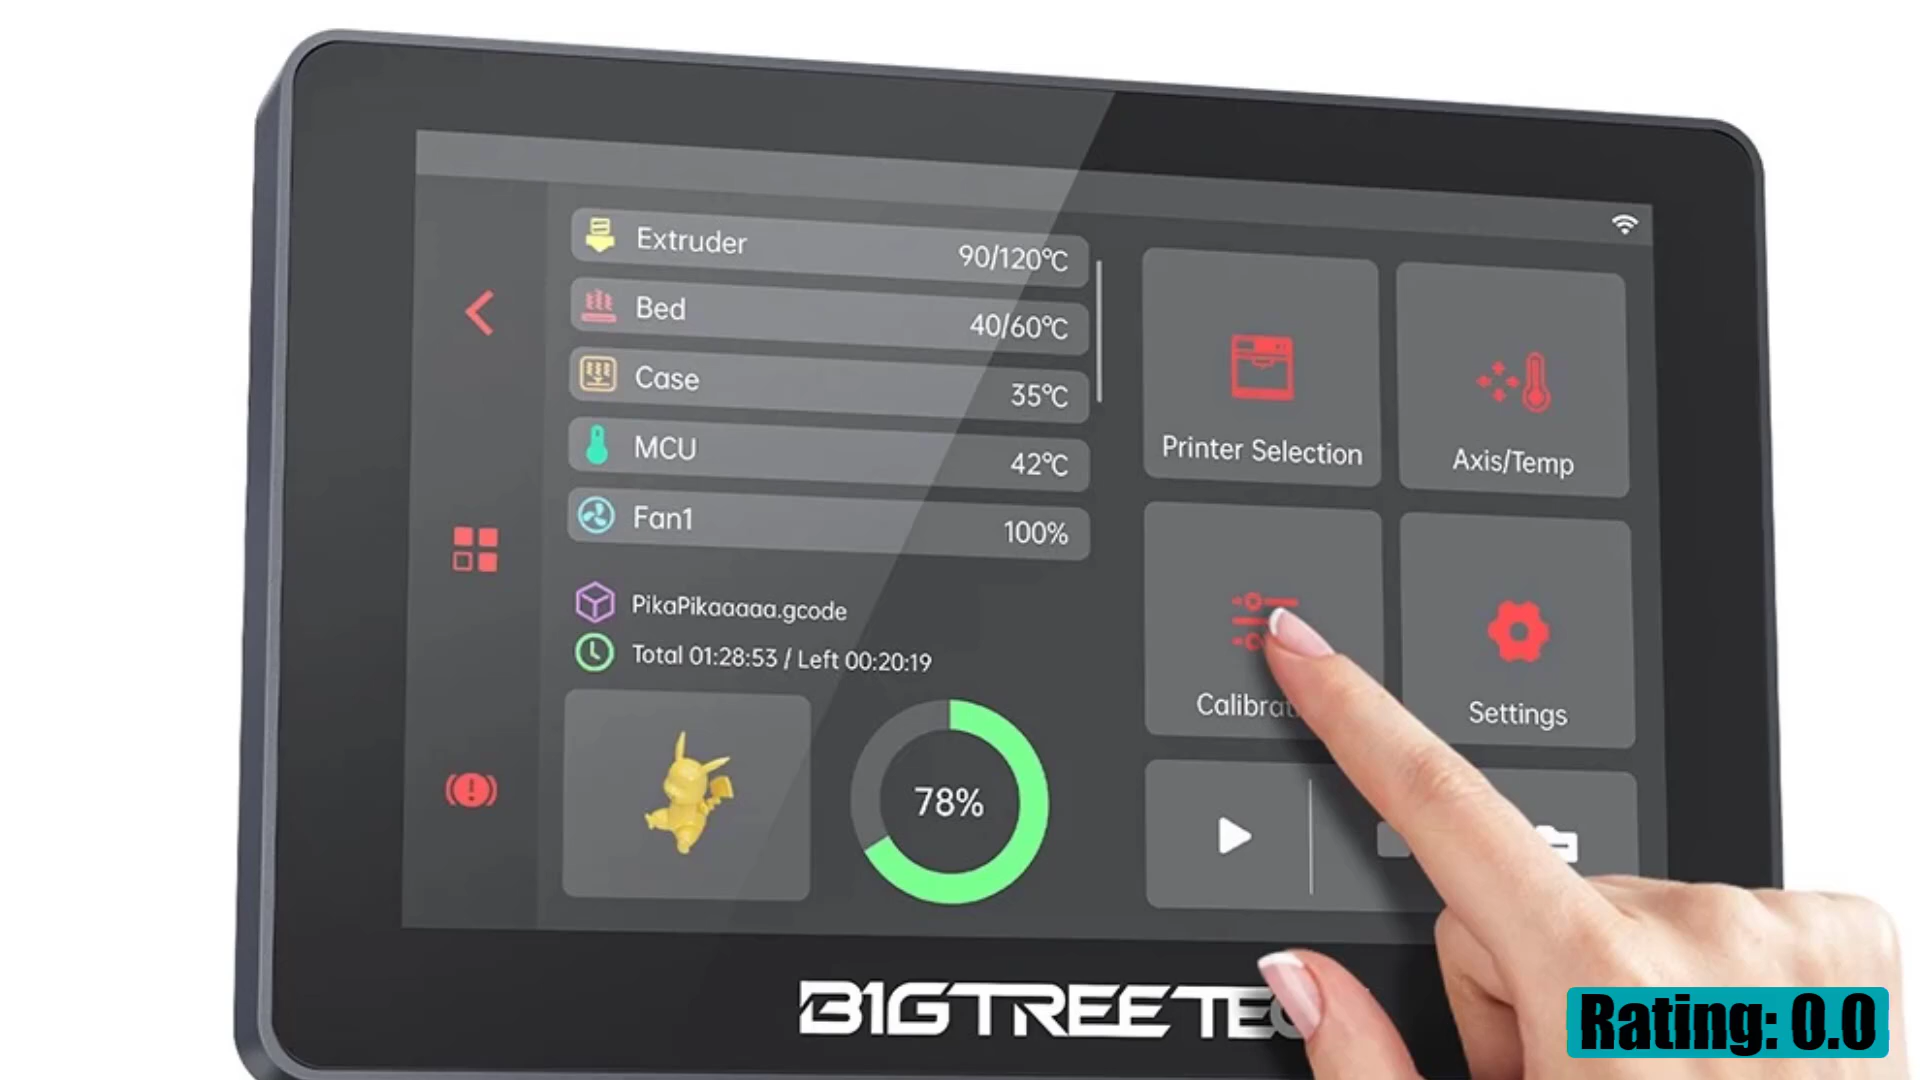 Extruder 90/120℃
Bed 40/60℃
Case 35℃
MCU 42℃
Fan1 100%
PikaPikaaaaa.gcode
Total 01:28:53 / Left 00:20:19
78%
Printer Selection
Axis/Temp
Settings
Rating: 0.0